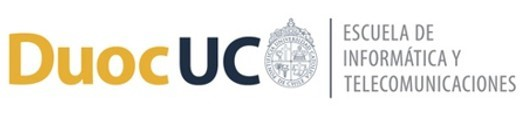 Duoc UC
ESCUELA DE
INFORMÁTICA Y
TELECOMUNICACIONES